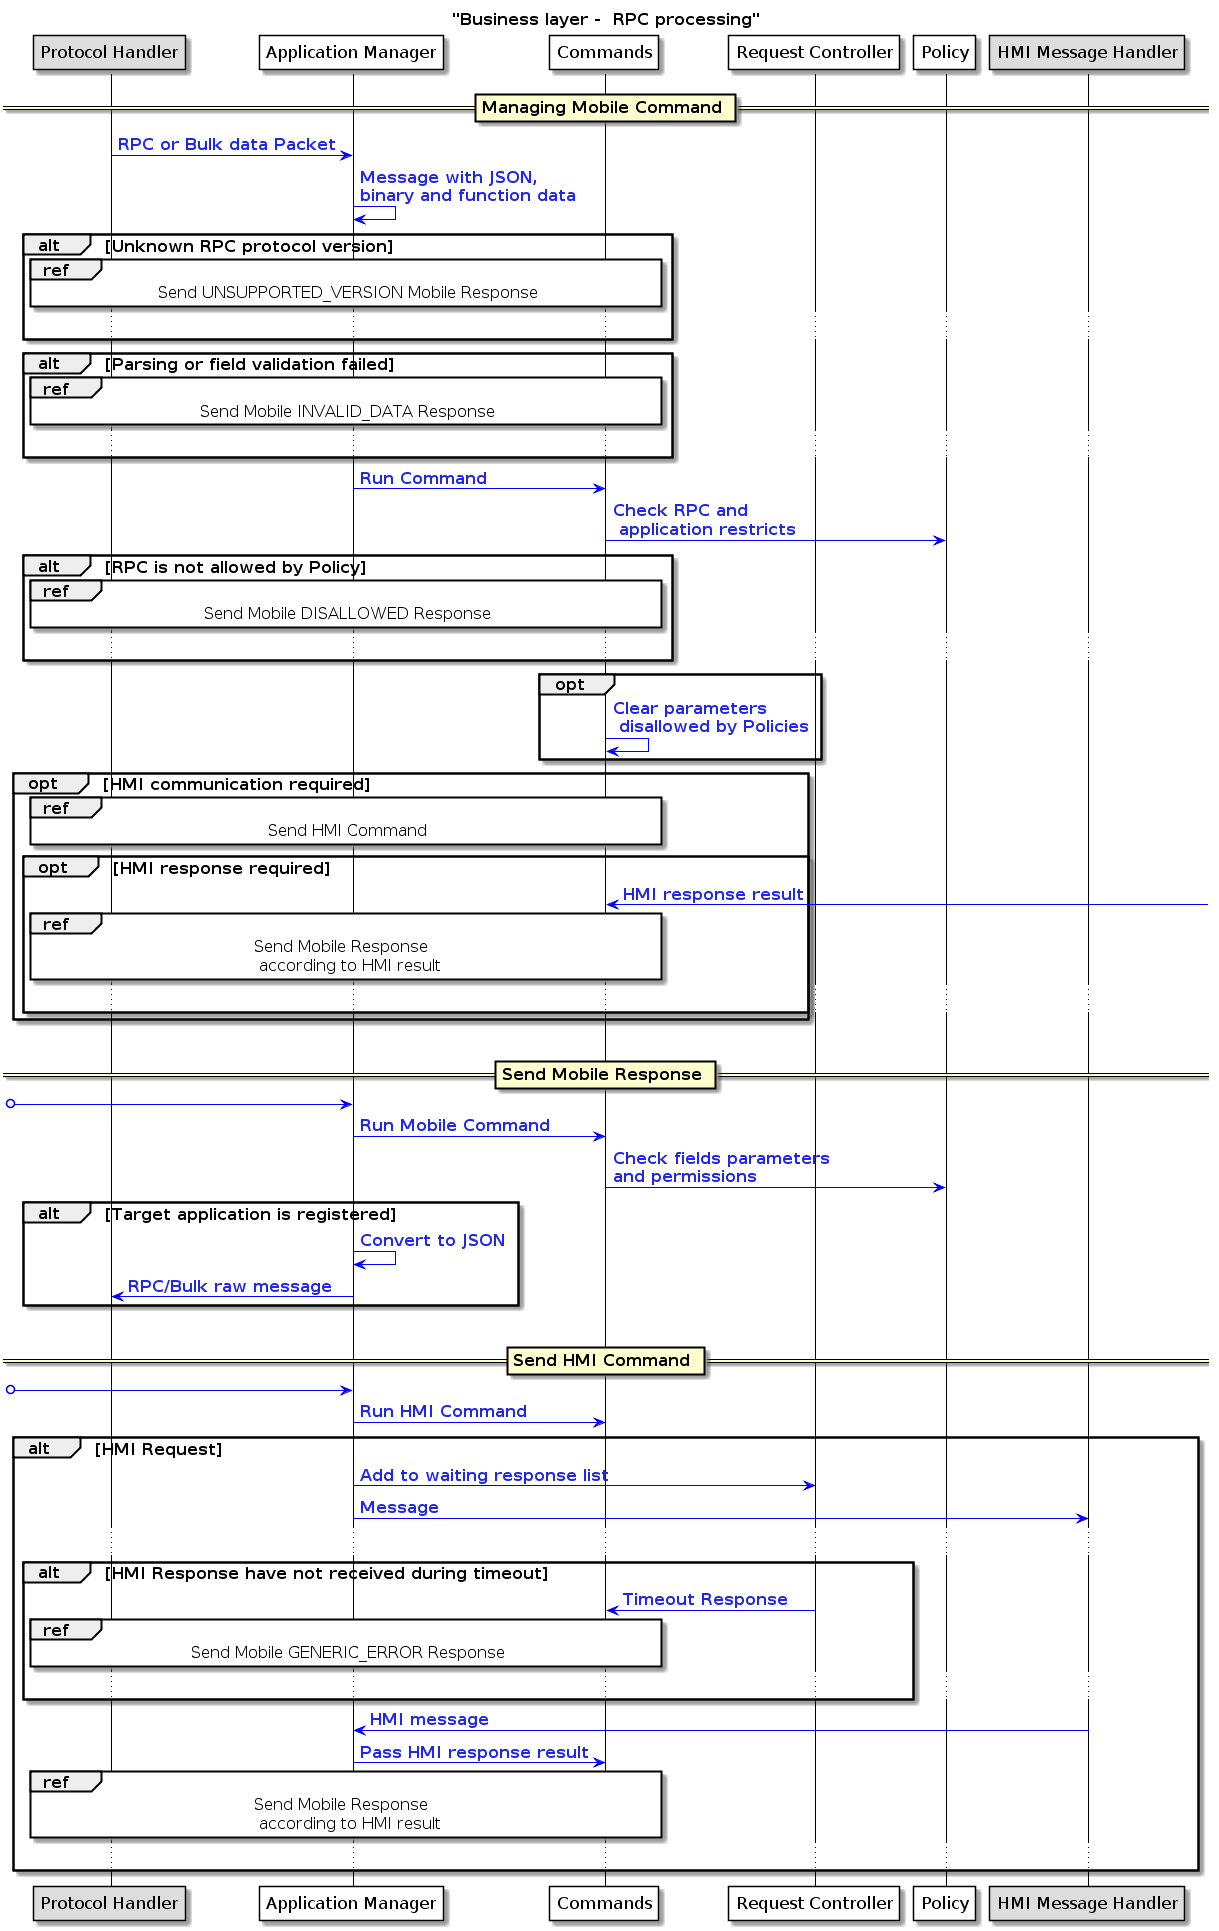 "Business layer -  RPC processing"
Protocol Handler
Application Manager
Commands
Request Controller
Policy
HMI Message Handler
Managing Mobile Command
RPC or Bulk data Packet
Message with JSON,
binary and function data
alt
[Unknown RPC protocol version]
ref
Send UNSUPPORTED_VERSION Mobile Response
alt
[Parsing or field validation failed]
ref
Send Mobile INVALID_DATA Response
Run Command
Check RPC and
application restricts
alt
[RPC is not allowed by Policy]
ref
Send Mobile DISALLOWED Response
opt
Clear parameters
disallowed by Policies
opt
[HMI communication required]
ref
Send HMI Command
opt
[HMI response required]
HMI response result
ref
Send Mobile Response
according to HMI result
Send Mobile Response
Run Mobile Command
Check fields parameters
and permissions
alt
[Target application is registered]
Convert to JSON
RPC/Bulk raw message
Send HMI Command
Run HMI Command
alt
[HMI Request]
Add to waiting response list
Message
alt
[HMI Response have not received during timeout]
Timeout Response
ref
Send Mobile GENERIC_ERROR Response
HMI message
Pass HMI response result
ref
Send Mobile Response
according to HMI result
Protocol Handler
Application Manager
Commands
Request Controller
Policy
HMI Message Handler